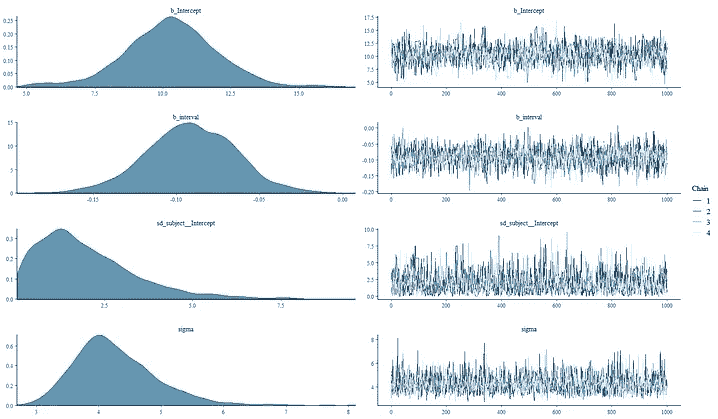 b_Intercept
0.25
0.20
0.15
0.10
0.05
0.00
5.0 7.5 10.0 12.5 15.0
b_Intercept
17.5
15.0
12.5
10.0
7.5
5.0
0 200 400 600 800 1000
b_interval
15
10
5
0
-0.15 -0.10 -0.05 0.00
b_interval
0.00
-0.05
-0.10
-0.15
-0.20
0 200 400 600 800 1000
sd_subject__Intercept
0.3
0.2
0.1
0.0
2.5 5.0 7.5
sd_subject__Intercept
10.0
7.5
5.0
2.5
0.0
0 200 400 600 800 1000
sigma
0.6
0.4
0.2
0.0
3 4 5 6 7 8
sigma
8
6
4
0 200 400 600 800 1000
Chain
1
2
3
4